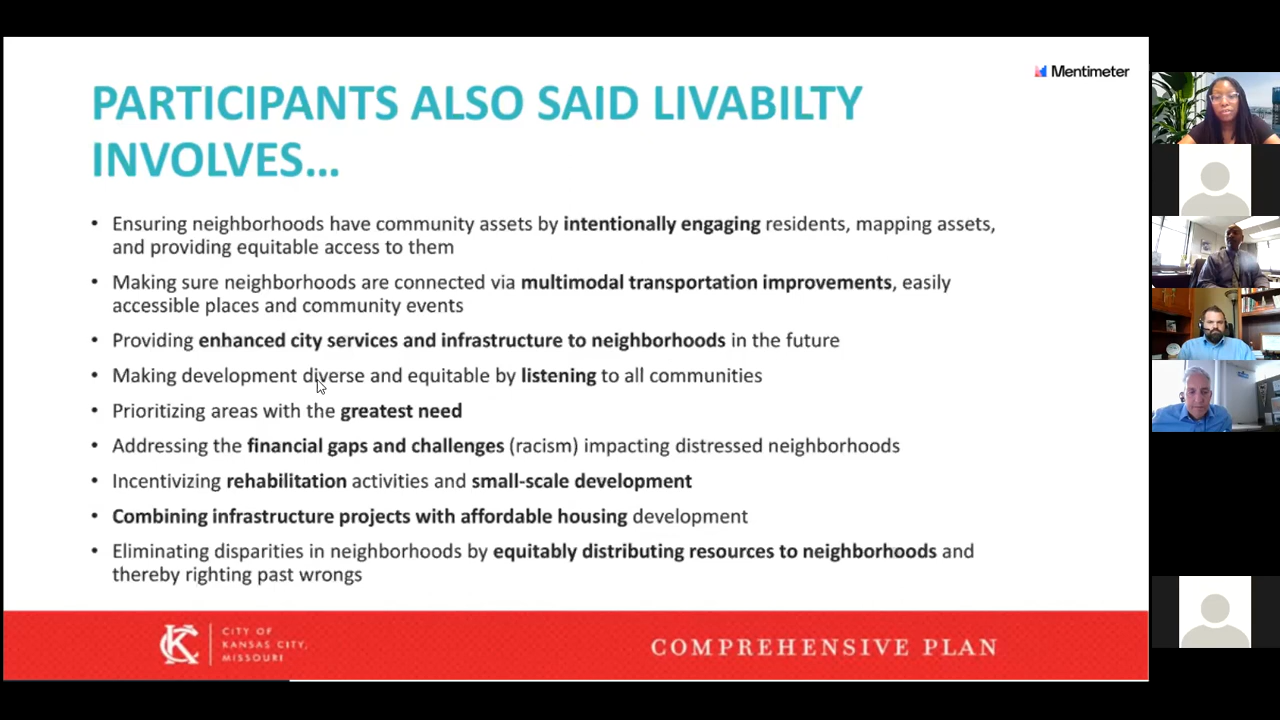 Mentimeter
PARTICIPANTS ALSO SAID LIVABILTY
INVOLVES...
• Ensuring neighborhoods have community assets by intentionally engaging residents, mapping assets,
and providing equitable access to them
• Making sure neighborhoods are connected via multimodal transportation improvements, easily
accessible places and community events
• Providing enhanced city services and infrastructure to neighborhoods in the future
• Making development diverse and equitable by listening to all communities
• Prioritizing areas with the greatest need
• Addressing the financial gaps and challenges (racism) impacting distressed neighborhoods
• Incentivizing rehabilitation activities and small-scale development
• Combining infrastructure projects with affordable housing development
• Eliminating disparities in neighborhoods by equitably distributing resources to neighborhoods and
thereby righting past wrongs
KC
CITY OF
KANSAS CITY,
MISSOURI
COMPREHENSIVE PLAN